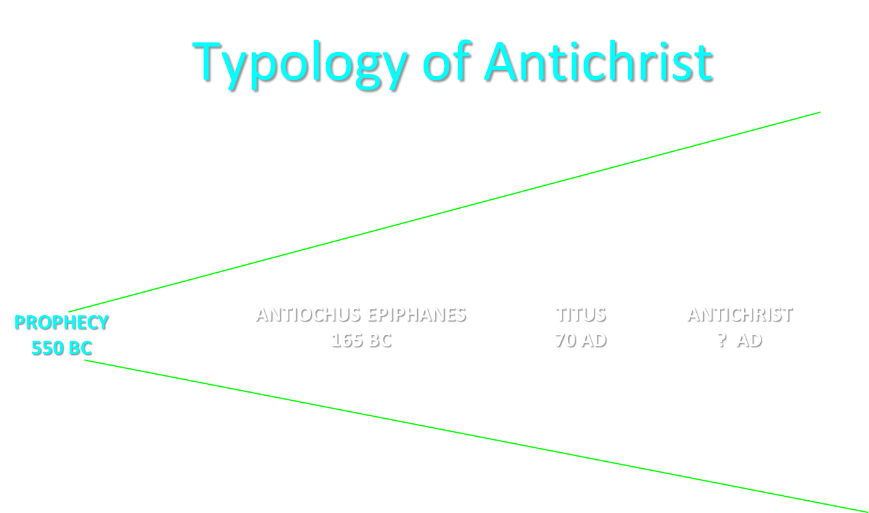 Typology of Antichrist
PROPHECY
550 BC
ANTIOCHUS EPIPHANES
165 BC
TITUS
70 AD
ANTICHRIST
? AD